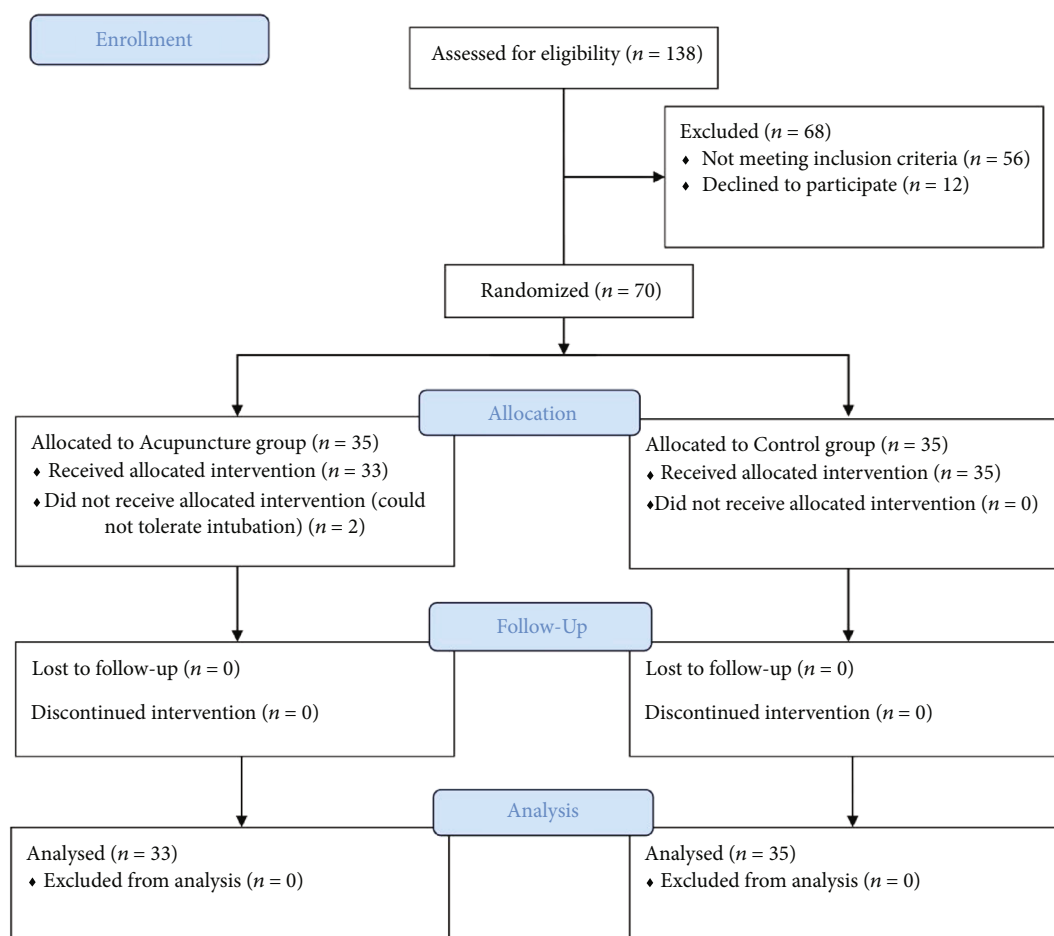 Enrollment
Assessed for eligibility (n = 138)
Excluded (n = 68)
♦ Not meeting inclusion criteria (n = 56)
♦ Declined to participate (n = 12)
Randomized (n = 70)
Allocation
Allocated to Acupuncture group (n = 35)
♦ Received allocated intervention (n = 33)
♦ Did not receive allocated intervention (could
not tolerate intubation) (n = 2)
Allocated to Control group (n = 35)
♦ Received allocated intervention (n = 35)
♦Did not receive allocated intervention (n = 0)
Follow-Up
Lost to follow-up (n = 0)
Discontinued intervention (n = 0)
Lost to follow-up (n = 0)
Discontinued intervention (n = 0)
Analysis
Analysed (n = 33)
♦ Excluded from analysis (n = 0)
Analysed (n = 35)
♦ Excluded from analysis (n = 0)